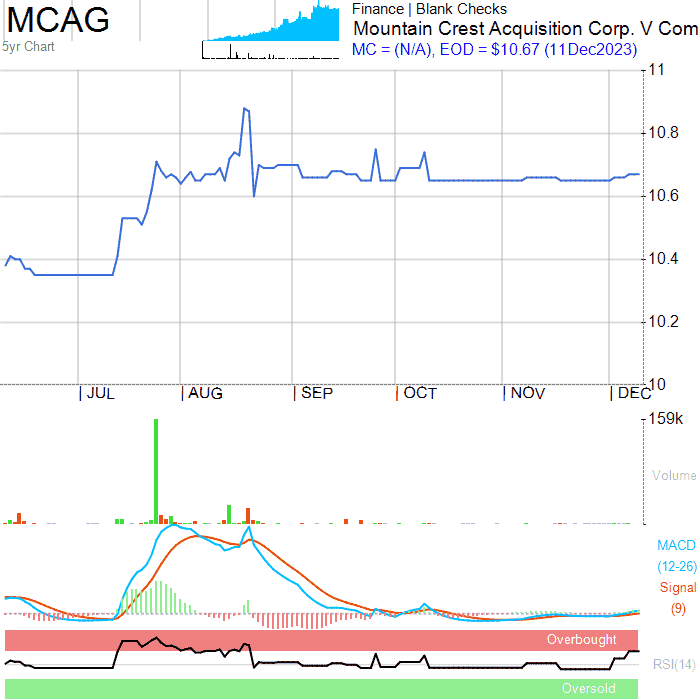 MCAG
5yr Chart
Finance | Blank Checks
Mountain Crest Acquisition Corp. V Com
MC = (N/A), EOD = $10.67 (11Dec2023)
11
10.8
10.6
10.4
10.2
10
| JUL | AUG | SEP | OCT | NOV | DEC
159k
Volume
MACD
(12-26)
Signal
(9)
Overbought
RSI(14)
Oversold